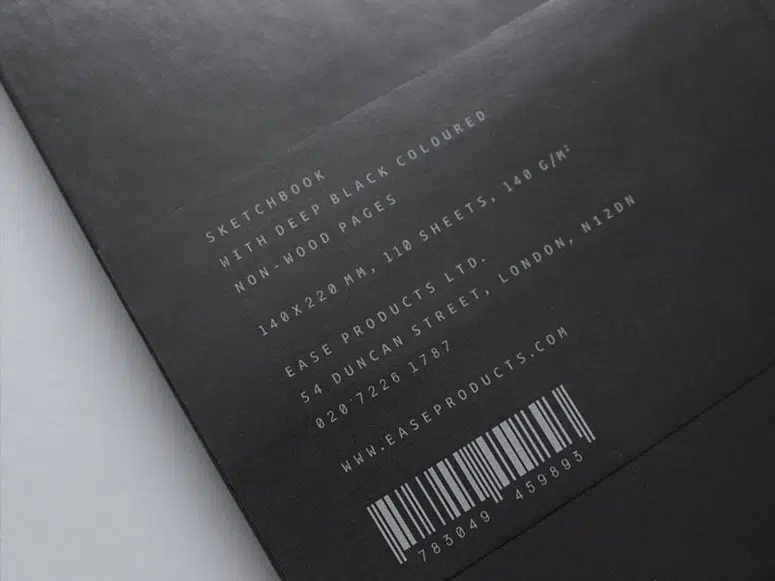 SKETCHBOOK
WITH DEEP BLACK COLOURED
NON-WOOD PAGES
140X220 MM, 110 SHEETS, 140 G/M²
EASE PRODUCTS LTD.
54 DUNCAN STREET, LONDON, N12DN
020 7226 1787
WWW.EASEPRODUCTS.COM
783049 459893